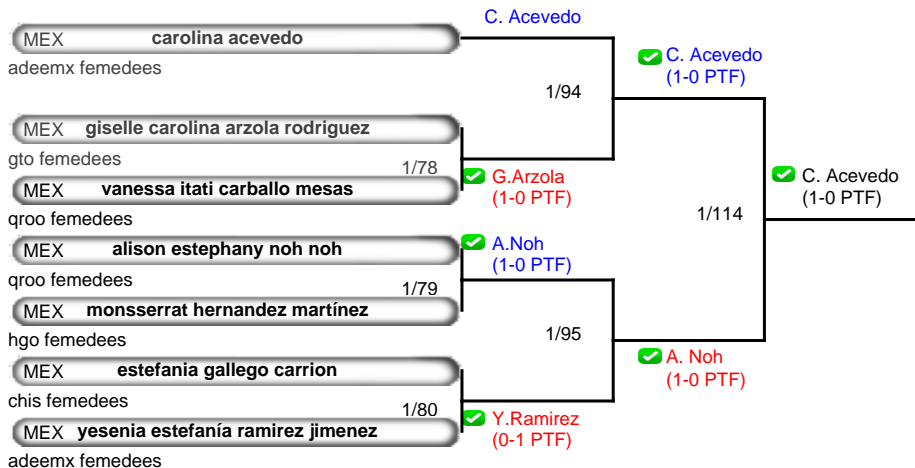 C. Acevedo
MEX carolina acevedo
adeemx femedees
C. Acevedo
(1-0 PTF)
1/94
MEX giselle carolina arzola rodriguez
gto femedees
1/78
G.Arzola
(1-0 PTF)
MEX vanessa itati carballo mesas
qroo femedees
C. Acevedo
(1-0 PTF)
1/114
MEX alison estephany noh noh
qroo femedees
A.Noh
(1-0 PTF)
1/79
MEX monsserrat hernandez martínez
hgo femedees
1/95
A. Noh
(1-0 PTF)
MEX estefania gallego carrion
chis femedees
1/80
Y.Ramirez
(0-1 PTF)
MEX yesenia estefanía ramirez jimenez
adeemx femedees